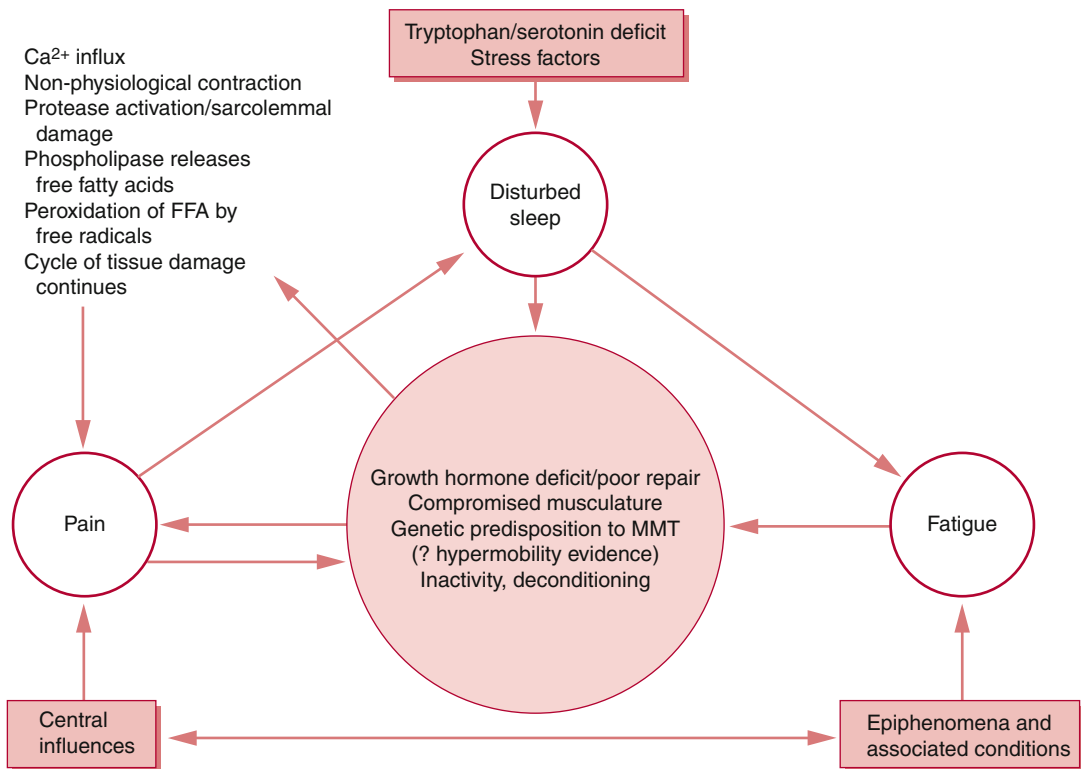 Tryptophan/serotonin deficit
Stress factors
Ca²⁺ influx
Non-physiological contraction
Protease activation/sarcolemmal
damage
Phospholipase releases
free fatty acids
Peroxidation of FFA by
free radicals
Cycle of tissue damage
continues
Disturbed
sleep
Growth hormone deficit/poor repair
Compromised musculature
Genetic predisposition to MMT
(? hypermobility evidence)
Inactivity, deconditioning
Pain
Fatigue
Central
influences
Epiphenomena and
associated conditions